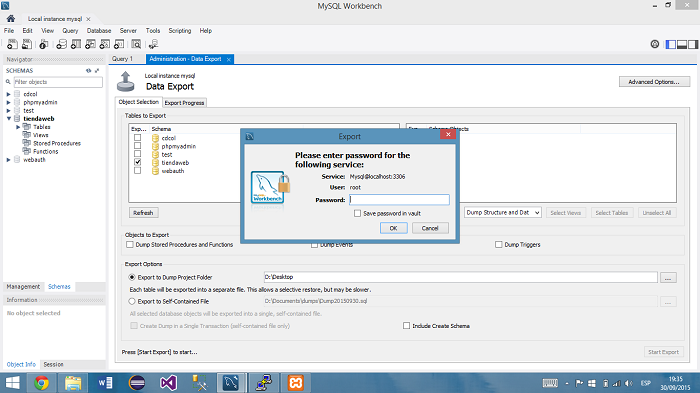 MySQL Workbench
Local instance mysql
File Edit View Query Database Server Tools Scripting Help
Navigator
SCHEMAS
Filter objects
cdcol
phpmyadmin
test
tiendaweb
Tables
Views
Stored Procedures
Functions
webauth
Management Schemas
Information
No object selected
Object Info Session
Query 1 Administration - Data Export
Local instance mysql
Data Export
Advanced Options...
Object Selection Export Progress
Tables to Export
Exp... Schema
cdcol
phpmyadmin
test
tiendaweb
webauth
Refresh
Dump Structure and Dat
Select Views
Select Tables
Unselect All
Export
Please enter password for the
following service:
Service: Mysql@localhost:3306
User: root
Password:
Save password in vault
OK Cancel
Workbench
Objects to Export
Dump Stored Procedures and Functions
Dump Events
Dump Triggers
Export Options
Export to Dump Project Folder
D:\Desktop
...
Each table will be exported into a separate file. This allows a selective restore, but may be slower.
Export to Self-Contained File
D:\Documents\dumps\Dump20150930.sql
...
All selected database objects will be exported into a single, self-contained file.
Create Dump in a Single Transaction (self-contained file only)
Include Create Schema
Press [Start Export] to start...
Start Export
ESP
19:35
30/09/2015